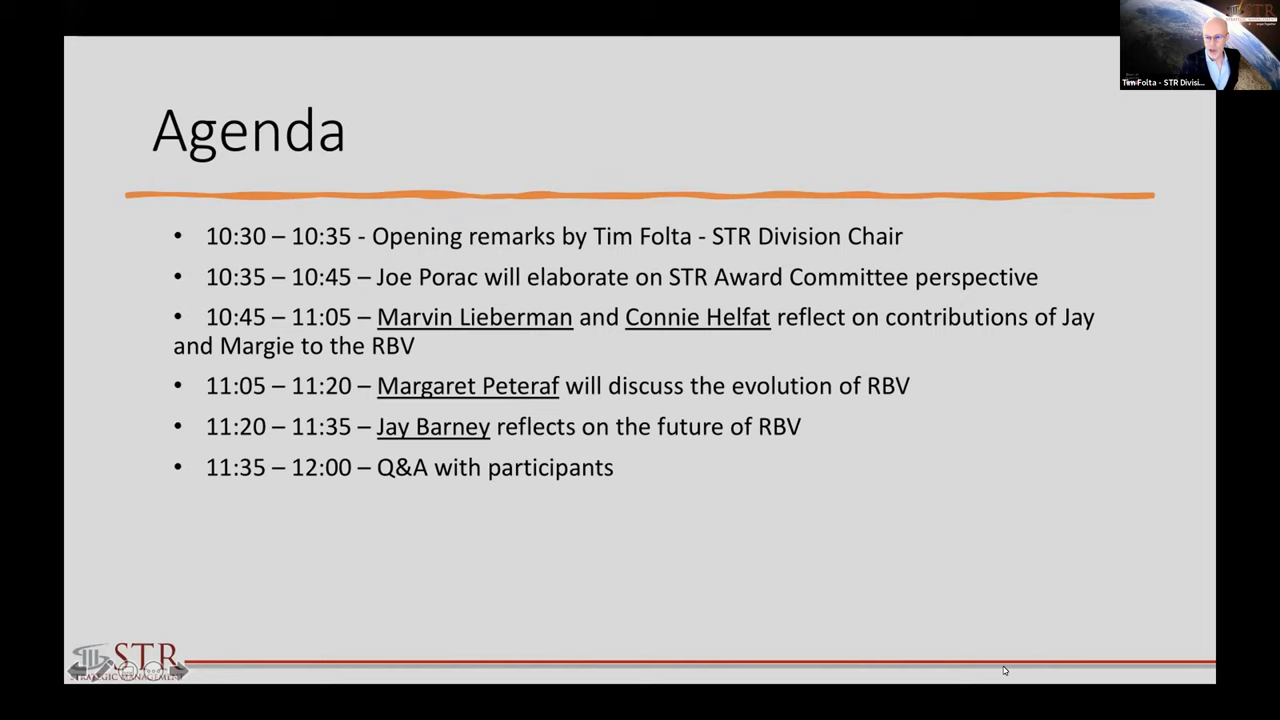 STR
Tim Folta - STR Divisi...
Agenda
• 10:30 – 10:35 - Opening remarks by Tim Folta - STR Division Chair
• 10:35 – 10:45 – Joe Porac will elaborate on STR Award Committee perspective
• 10:45 – 11:05 – Marvin Lieberman and Connie Helfat reflect on contributions of Jay
and Margie to the RBV
• 11:05 – 11:20 – Margaret Peteraf will discuss the evolution of RBV
• 11:20 – 11:35 – Jay Barney reflects on the future of RBV
• 11:35 – 12:00 – Q&A with participants
STR
STRATEGIC MANAGEMENT